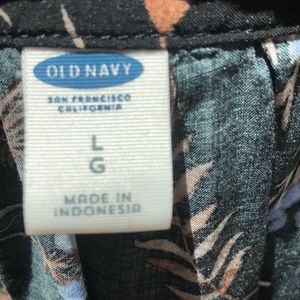 OLD NAVY
SAN FRANCISCO
CALIFORNIA
L
G
MADE IN
INDONESIA